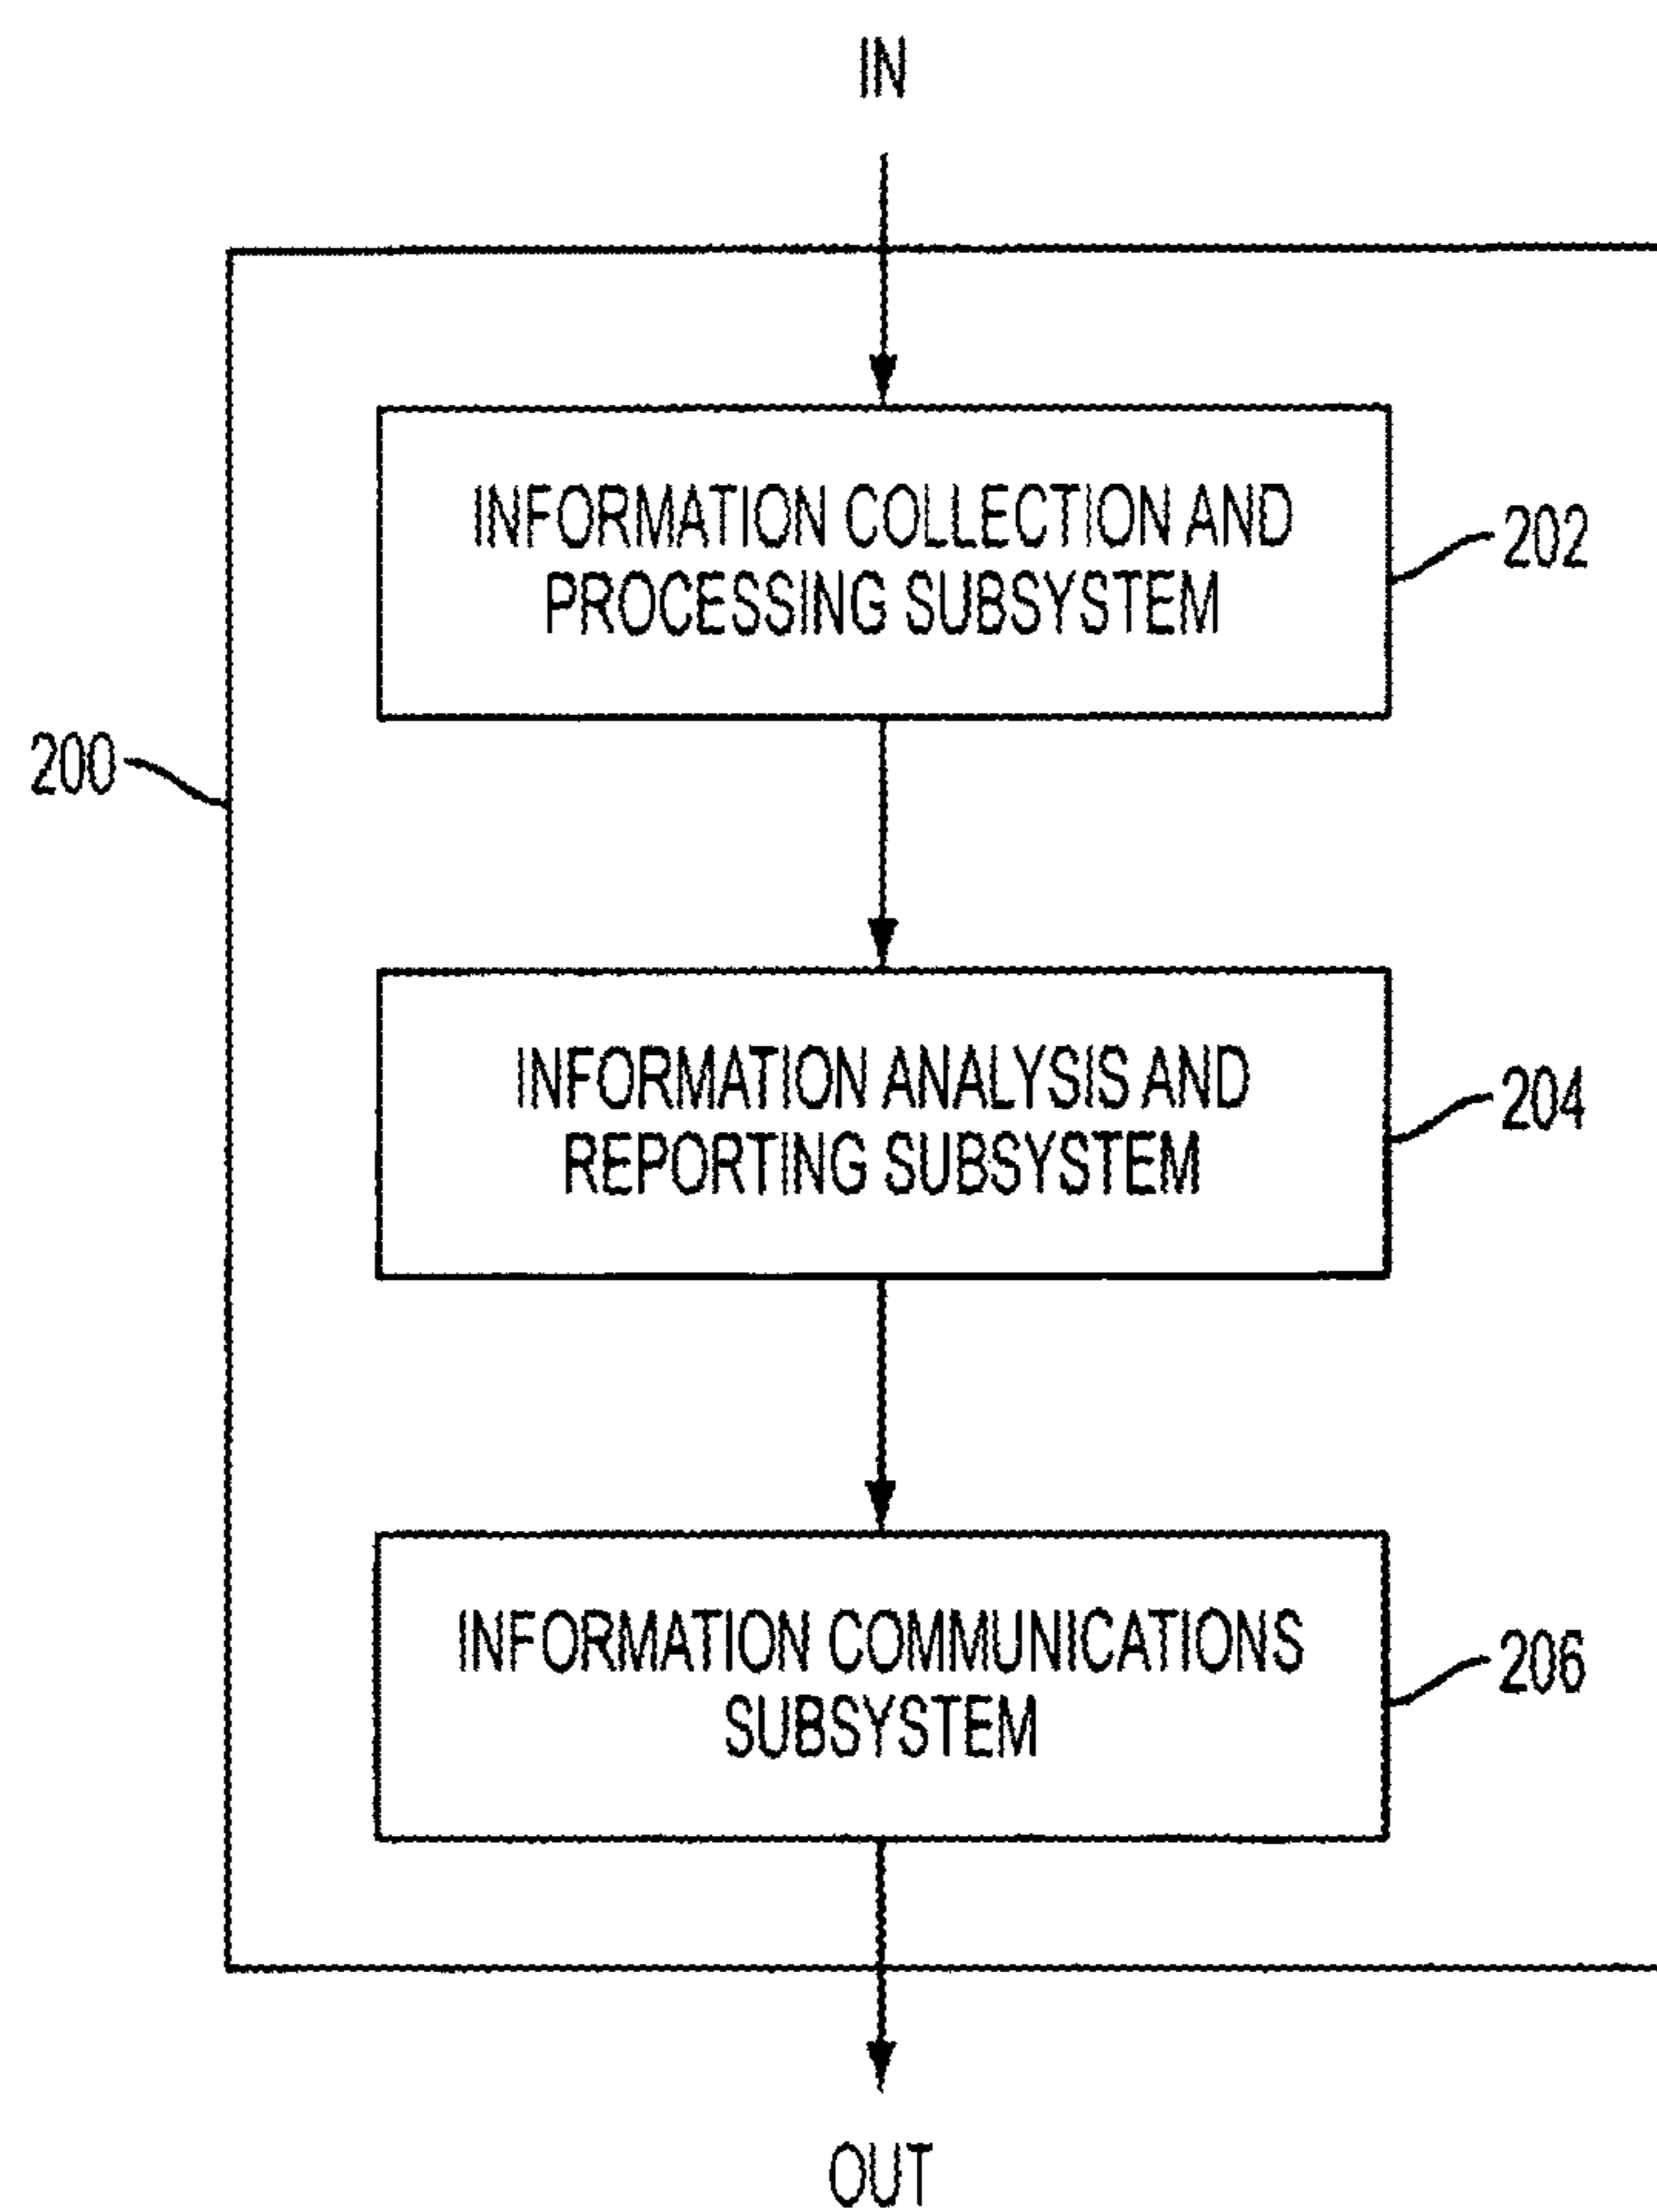 IN
INFORMATION COLLECTION AND
PROCESSING SUBSYSTEM
202
200
INFORMATION ANALYSIS AND
REPORTING SUBSYSTEM
204
INFORMATION COMMUNICATIONS
SUBSYSTEM
206
OUT